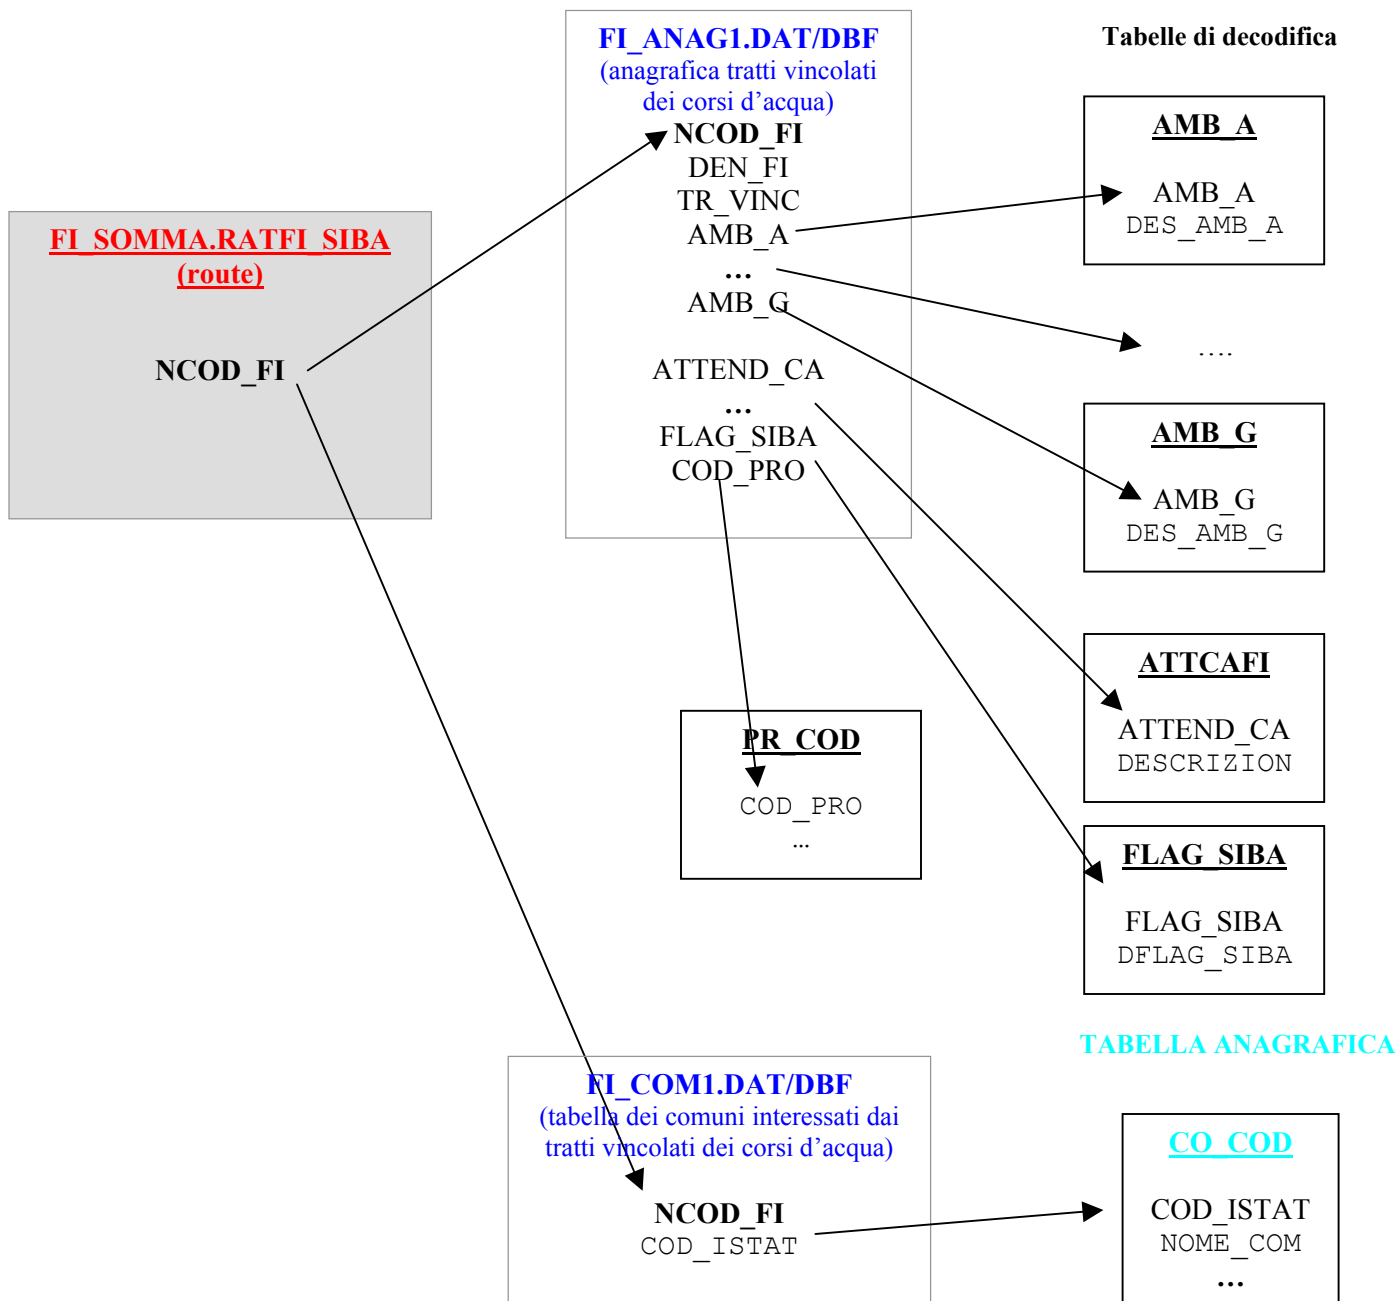 FI_SOMMA.RATFI_SIBA
(route)
NCOD_FI
FI_ANAG1.DAT/DBF
(anagrafica tratti vincolati
dei corsi d’acqua)
NCOD_FI
DEN_FI
TR_VINC
AMB_A
...
AMB_G
ATTEND_CA
...
FLAG_SIBA
COD_PRO
Tabelle di decodifica
AMB_A
AMB_A
DES_AMB_A
....
AMB_G
AMB_G
DES_AMB_G
ATTCAFI
ATTEND_CA
DESCRIZION
PR_COD
COD_PRO
...
FLAG_SIBA
FLAG_SIBA
DFLAG_SIBA
TABELLA ANAGRAFICA
FI_COM1.DAT/DBF
(tabella dei comuni interessati dai
tratti vincolati dei corsi d’acqua)
NCOD_FI
COD_ISTAT
CO_COD
COD_ISTAT
NOME_COM
...